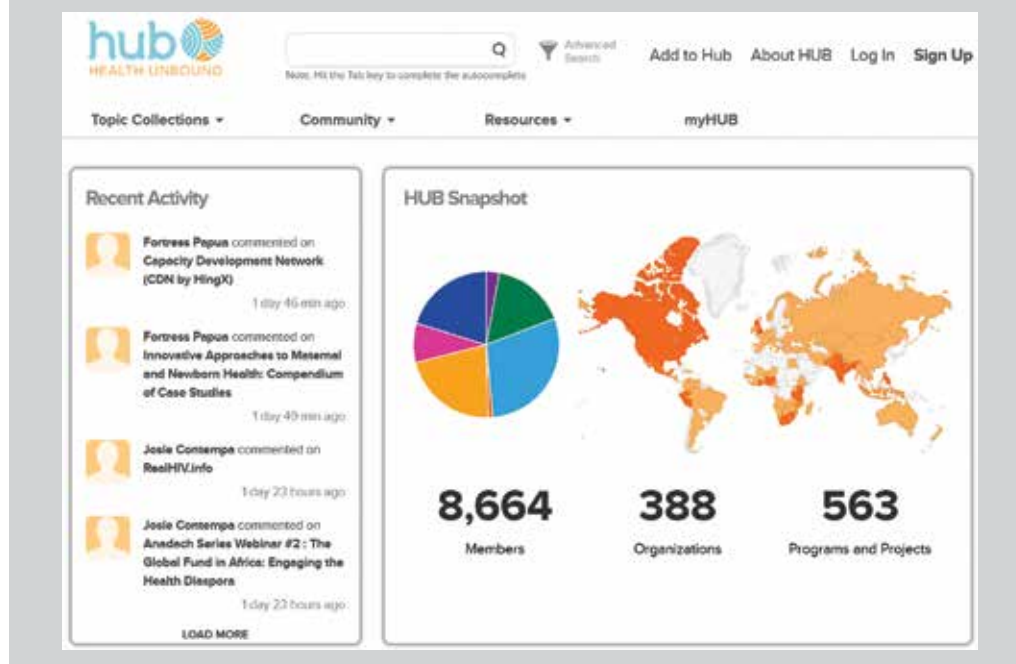 hub
HEALTH UNBOUND
Note. Hit the Tab key to complete the autocomplete
Advanced
Search
Add to Hub About HUB Log In Sign Up
Topic Collections Community Resources myHUB
Recent Activity
Fortress Papua commented on
Capacity Development Network
(CDN by HingX)
1 day 46 min ago
Fortress Papua commented on
Innovative Approaches to Maternal
and Newborn Health: Compendium
of Case Studies
1 day 49 min ago
Josie Contempa commented on
RealHIV.info
1 day 23 hours ago
Josie Contempa commented on
Anadach Series Webinar #2 : The
Global Fund in Africa: Engaging the
Health Diaspora
1 day 23 hours ago
LOAD MORE
HUB Snapshot
8,664
Members
388
Organizations
563
Programs and Projects